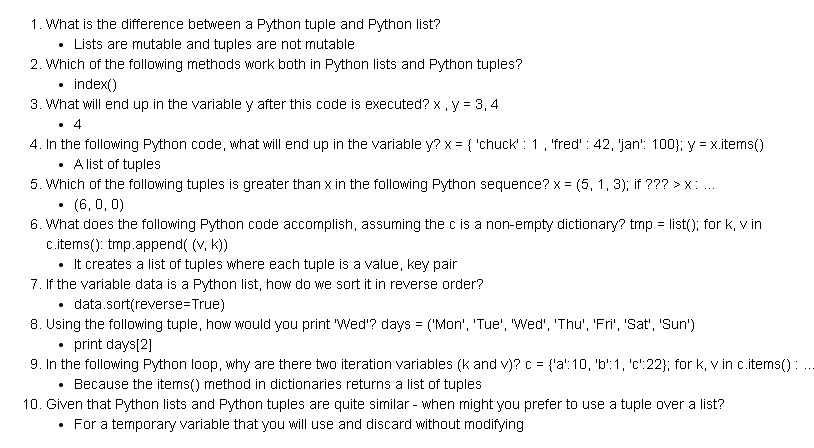 1. What is the difference between a Python tuple and Python list?
• Lists are mutable and tuples are not mutable
2. Which of the following methods work both in Python lists and Python tuples?
• index()
3. What will end up in the variable y after this code is executed? x , y = 3, 4
• 4
4. In the following Python code, what will end up in the variable y? x = { 'chuck' : 1 , 'fred' : 42, 'jan': 100}; y = x.items()
• A list of tuples
5. Which of the following tuples is greater than x in the following Python sequence? x = (5, 1, 3); if ??? > x : ...
• (6, 0, 0)
6. What does the following Python code accomplish, assuming the c is a non-empty dictionary? tmp = list(); for k, v in
c.items(): tmp.append( (v, k))
• It creates a list of tuples where each tuple is a value, key pair
7. If the variable data is a Python list, how do we sort it in reverse order?
• data.sort(reverse=True)
8. Using the following tuple, how would you print 'Wed'? days = ('Mon', 'Tue', 'Wed', 'Thu', 'Fri', 'Sat', 'Sun')
• print days[2]
9. In the following Python loop, why are there two iteration variables (k and v)? c = {'a':10, 'b':1, 'c':22}; for k, v in c.items() : ...
• Because the items() method in dictionaries returns a list of tuples
10. Given that Python lists and Python tuples are quite similar - when might you prefer to use a tuple over a list?
• For a temporary variable that you will use and discard without modifying